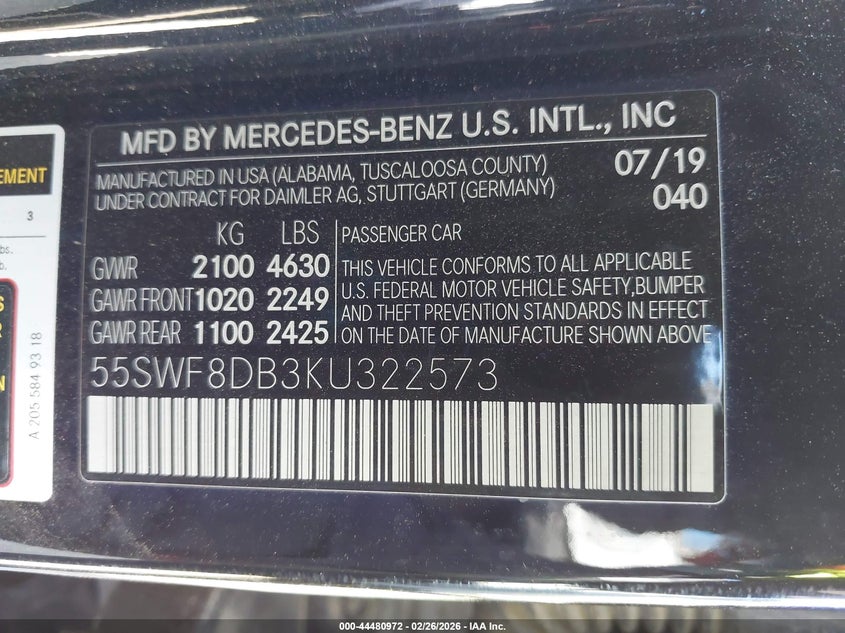 MFD BY MERCEDES-BENZ U.S. INTL., INC
MANUFACTURED IN USA (ALABAMA, TUSCALOOSA COUNTY) 07/19
UNDER CONTRACT FOR DAIMLER AG, STUTTGART (GERMANY) 040
KG LBS PASSENGER CAR
GVWR 2100 4630 THIS VEHICLE CONFORMS TO ALL APPLICABLE
U.S. FEDERAL MOTOR VEHICLE SAFETY,BUMPER
GAWR FRONT 1020 2249 AND THEFT PREVENTION STANDARDS IN EFFECT
GAWR REAR 1100 2425 ON THE DATE OF MANUFACTURE SHOWN ABOVE
55SWF8DB3KU322573
EMENT
3
bs.
b.
S
R
N
A 205 584 93 18
000-44480972 - 02/26/2026 - IAA Inc.